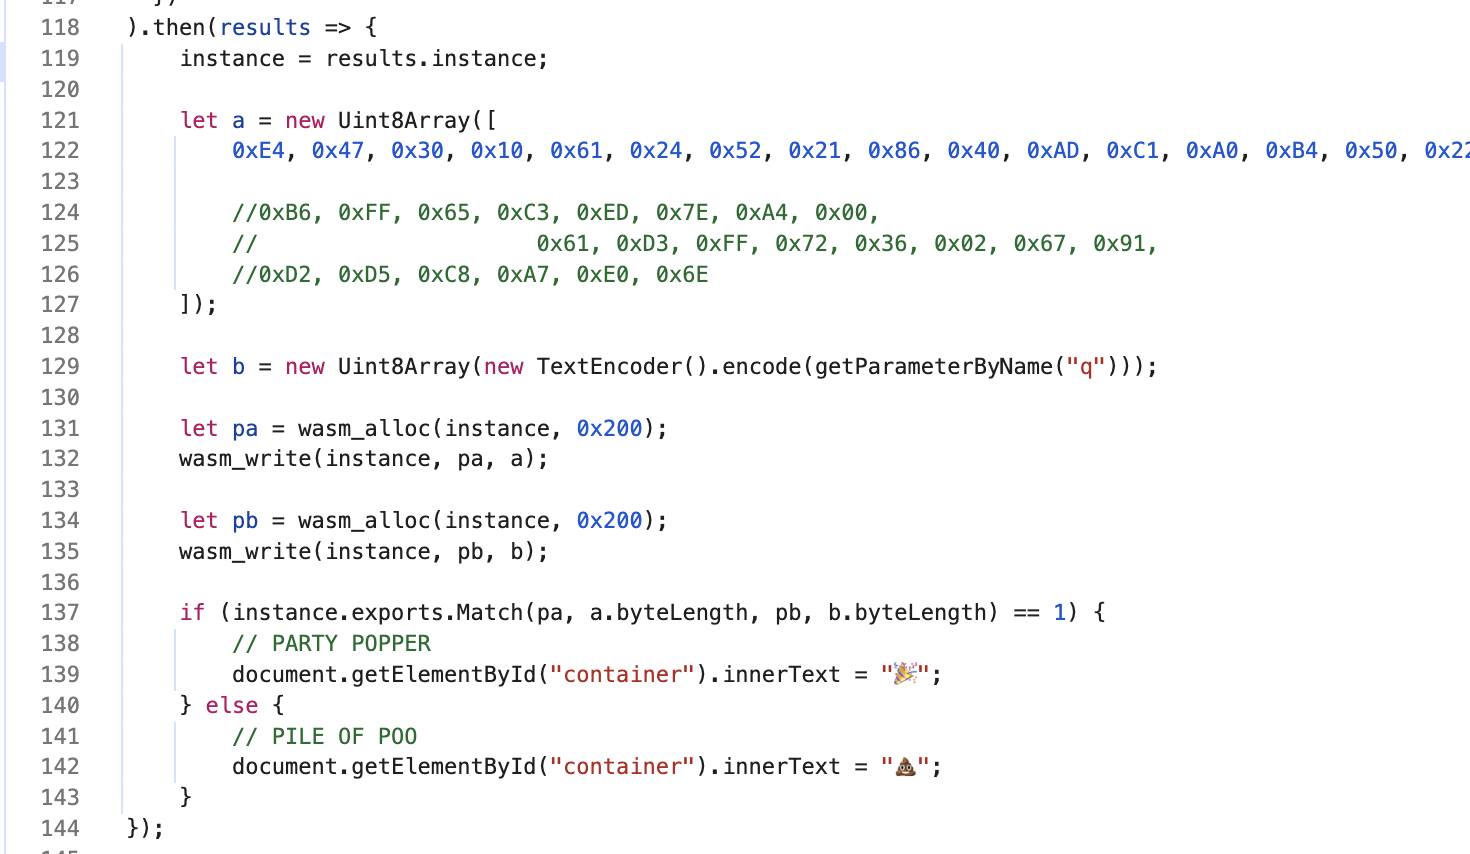 118 ).then(results => {
119 instance = results.instance;
120
121 let a = new Uint8Array([
122 0xE4, 0x47, 0x30, 0x10, 0x61, 0x24, 0x52, 0x21, 0x86, 0x40, 0xAD, 0xC1, 0xA0, 0xB4, 0x50, 0x22
123
124 //0xB6, 0xFF, 0x65, 0xC3, 0xED, 0x7E, 0xA4, 0x00,
125 // 0x61, 0xD3, 0xFF, 0x72, 0x36, 0x02, 0x67, 0x91,
126 //0xD2, 0xD5, 0xC8, 0xA7, 0xE0, 0x6E
127 ]);
128
129 let b = new Uint8Array(new TextEncoder().encode(getParameterByName("q")));
130
131 let pa = wasm_alloc(instance, 0x200);
132 wasm_write(instance, pa, a);
133
134 let pb = wasm_alloc(instance, 0x200);
135 wasm_write(instance, pb, b);
136
137 if (instance.exports.Match(pa, a.byteLength, pb, b.byteLength) == 1) {
138 // PARTY POPPER
139 document.getElementById("container").innerText = "🎉";
140 } else {
141 // PILE OF POO
142 document.getElementById("container").innerText = "💩";
143 }
144 });